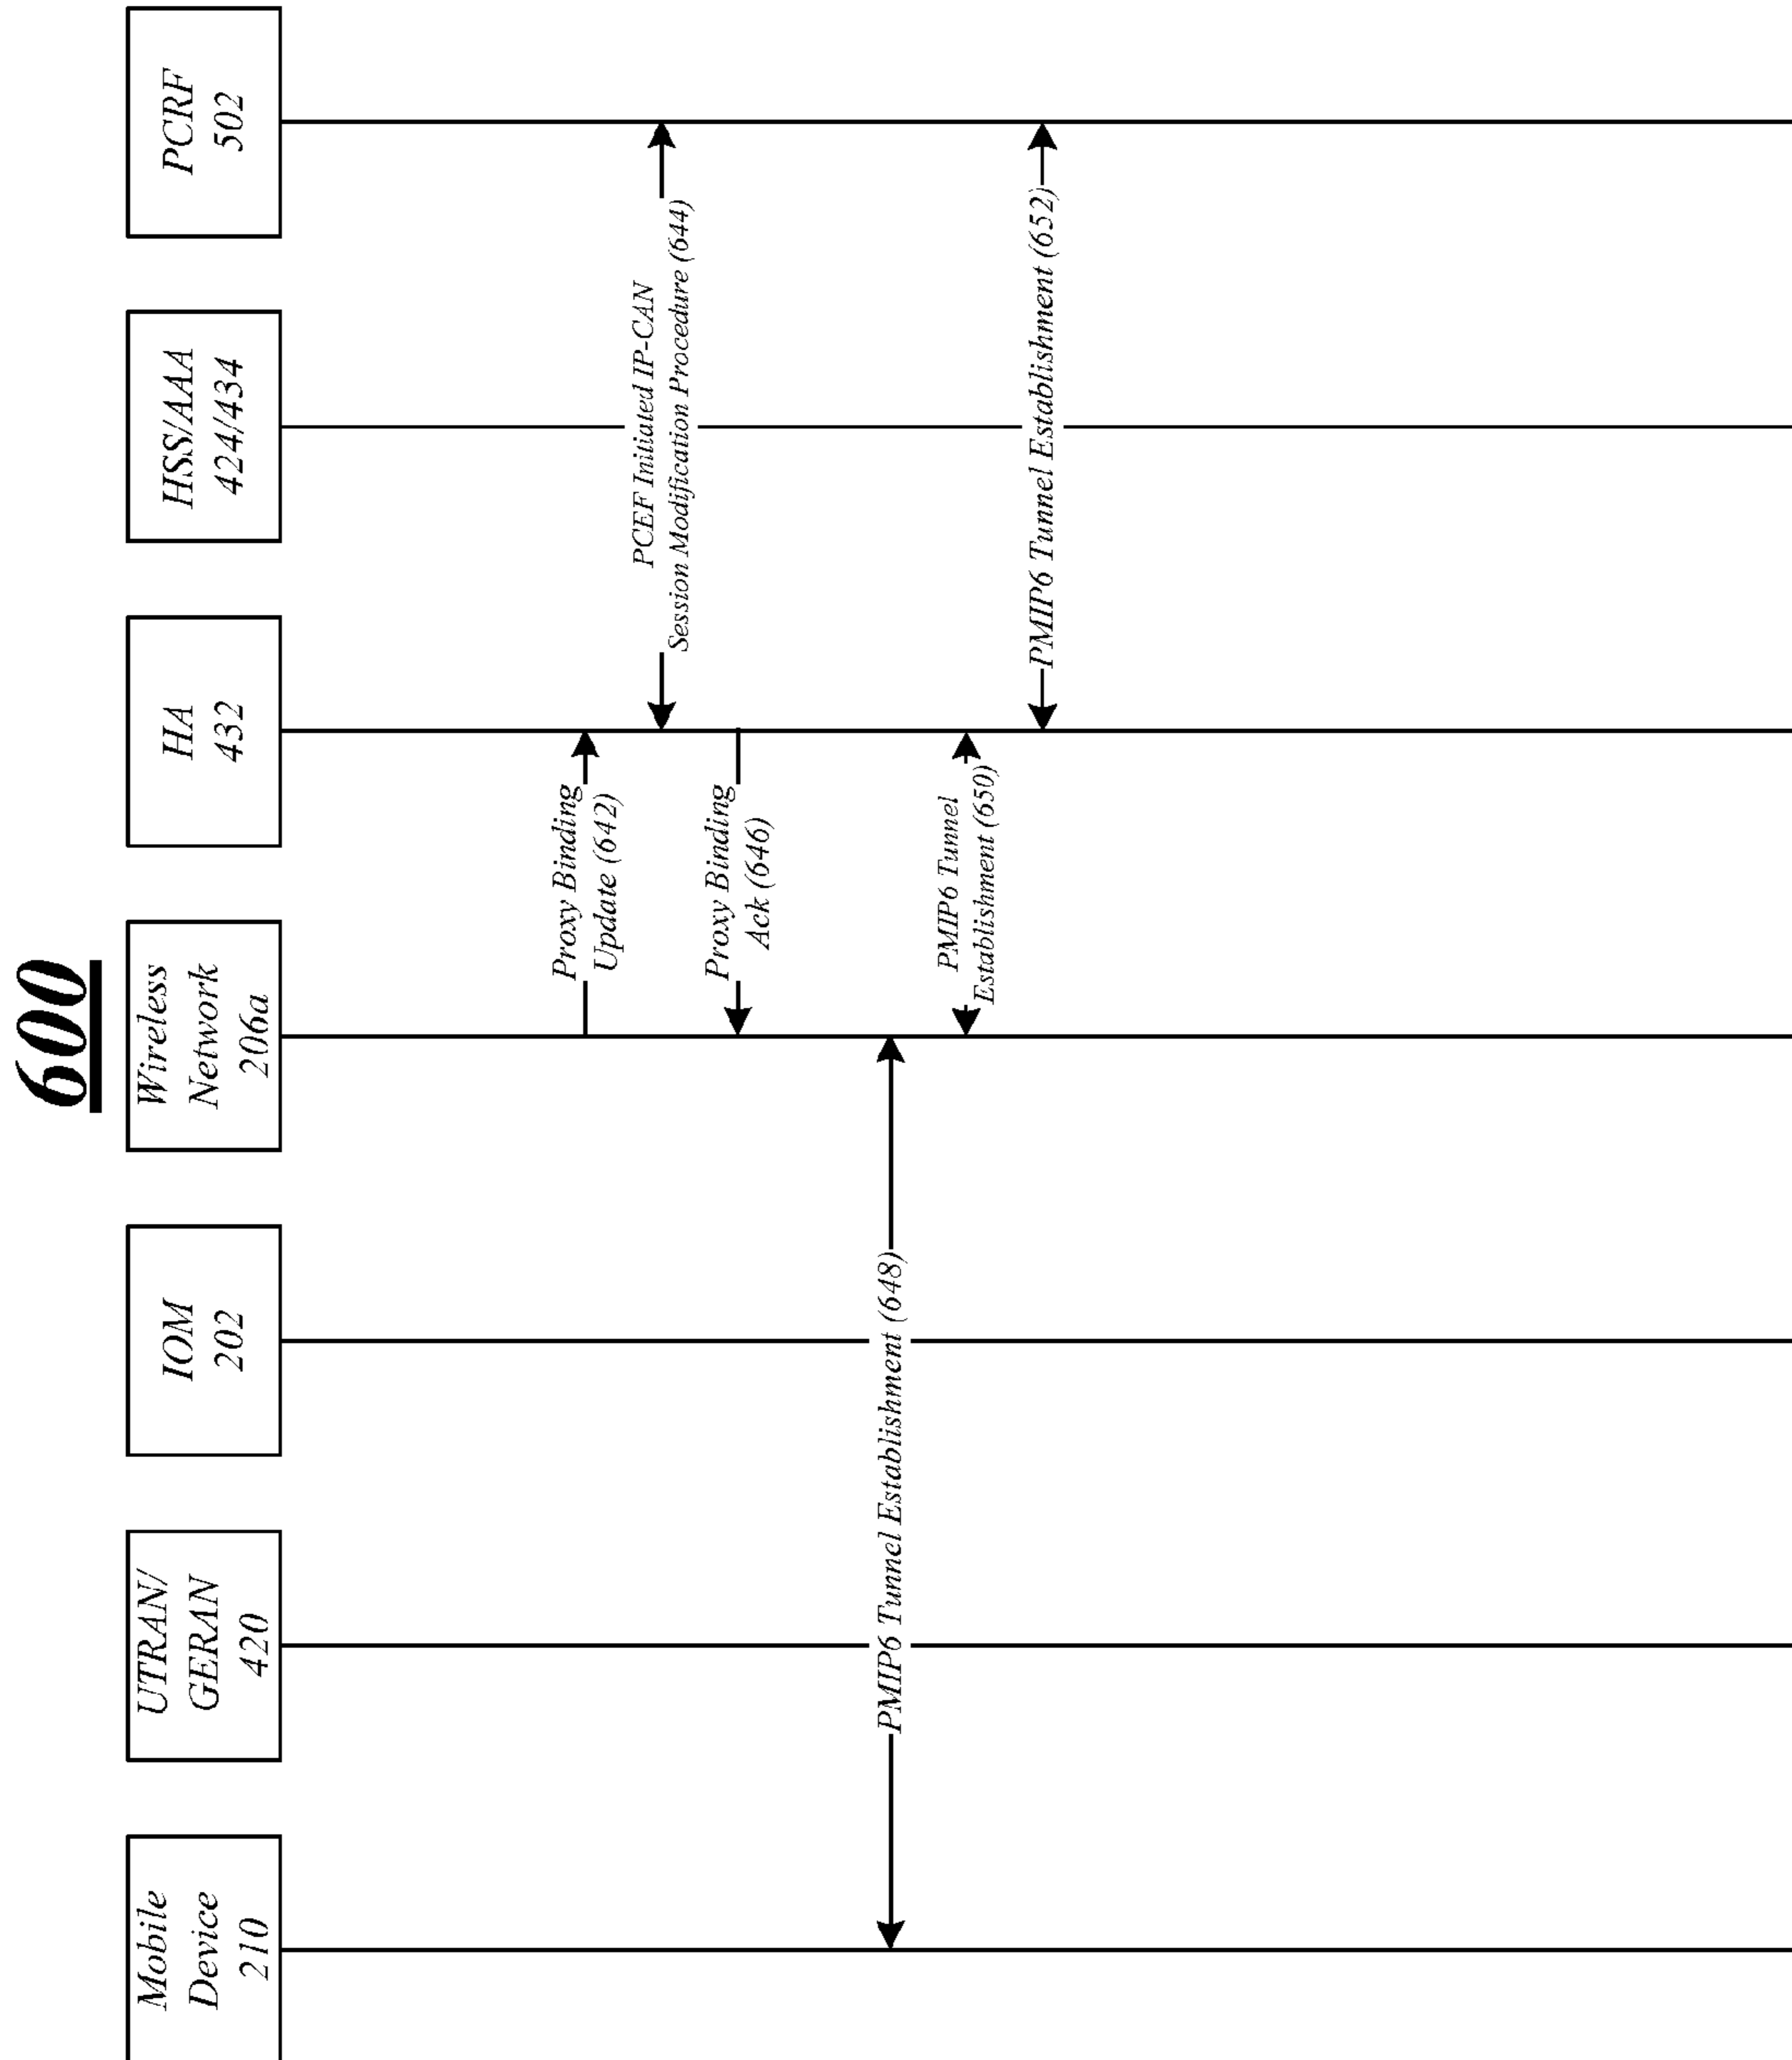 600
Mobile
Device
210
UTRAN/
GERAN
420
IOM
202
Wireless
Network
206a
HA
432
HSS/AAA
424/434
PCRF
502
Proxy Binding
Update (642)
PCEF Initiated IP-CAN
Session Modification Procedure (644)
Proxy Binding
Ack (646)
PMIP6 Tunnel Establishment (648)
PMIP6 Tunnel
Establishment (650)
PMIP6 Tunnel Establishment (652)